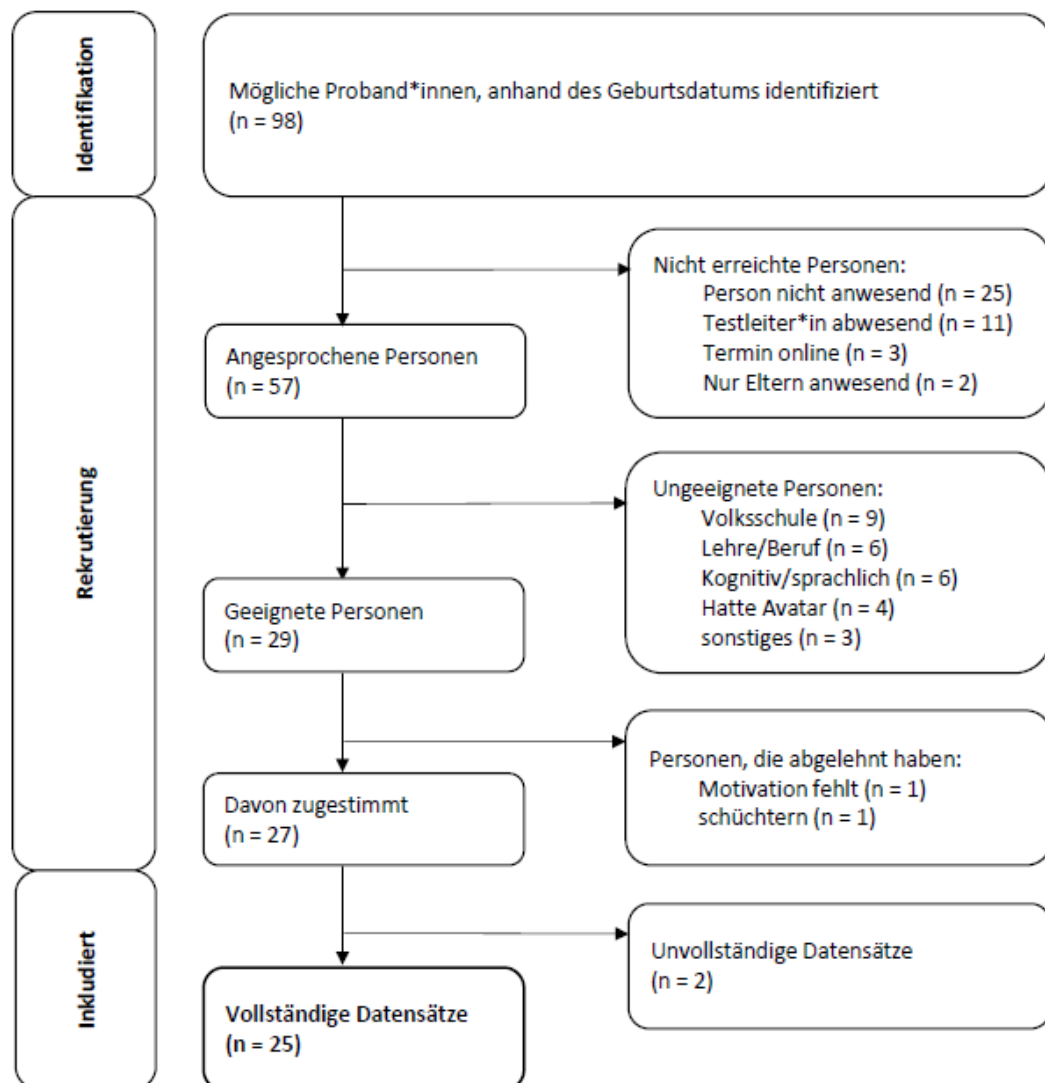 Identifikation
Mögliche Proband*innen, anhand des Geburtsdatums identifiziert
(n = 98)
Rekrutierung
Nicht erreichte Personen:
Person nicht anwesend (n = 25)
Testleiter*in abwesend (n = 11)
Termin online (n = 3)
Nur Eltern anwesend (n = 2)
Angesprochene Personen
(n = 57)
Ungeeignete Personen:
Volksschule (n = 9)
Lehre/Beruf (n = 6)
Kognitiv/sprachlich (n = 6)
Hatte Avatar (n = 4)
sonstiges (n = 3)
Geeignete Personen
(n = 29)
Personen, die abgelehnt haben:
Motivation fehlt (n = 1)
schüchtern (n = 1)
Davon zugestimmt
(n = 27)
Inkludiert
Unvollständige Datensätze
(n = 2)
Vollständige Datensätze
(n = 25)